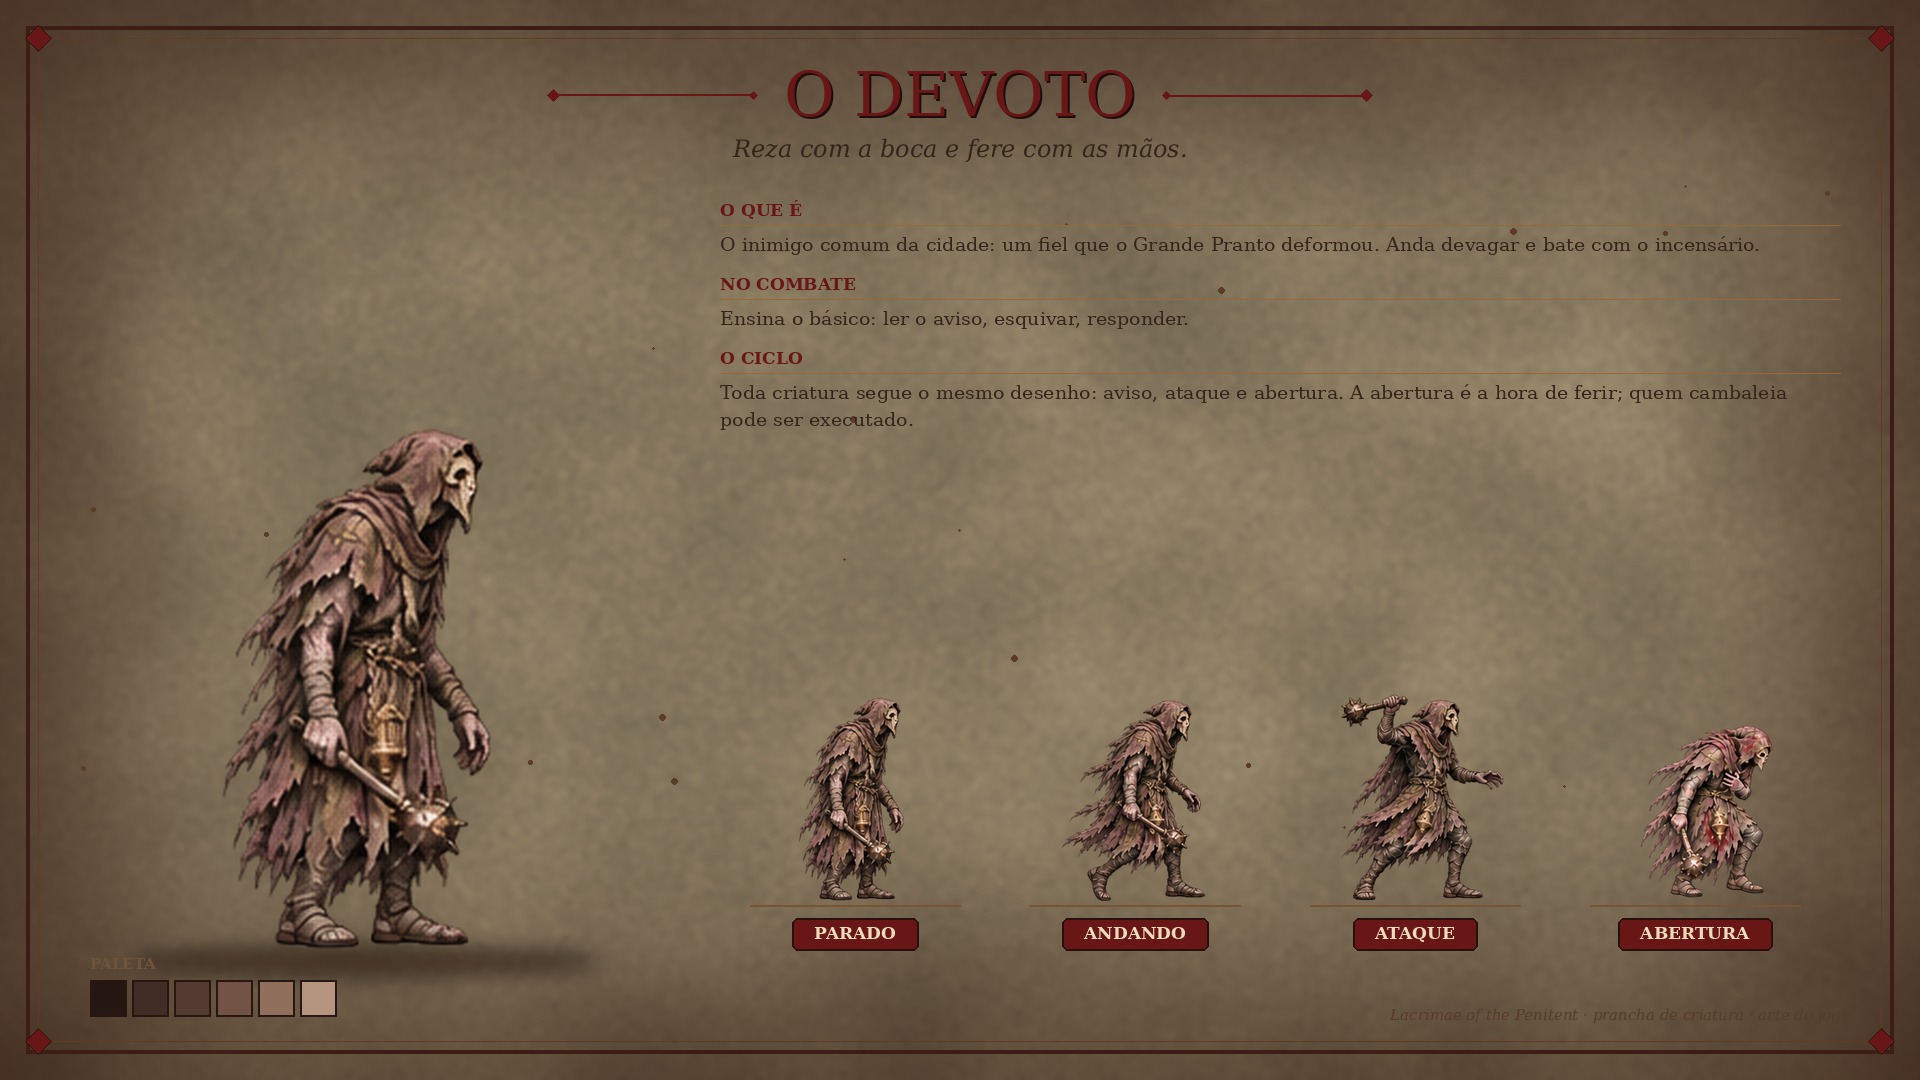 O DEVOTO
Reza com a boca e fere com as mãos.
O QUE É
O inimigo comum da cidade: um fiel que o Grande Pranto deformou. Anda devagar e bate com o incensário.
NO COMBATE
Ensina o básico: ler o aviso, esquivar, responder.
O CICLO
Toda criatura segue o mesmo desenho: aviso, ataque e abertura. A abertura é a hora de ferir; quem cambaleia
pode ser executado.
PARADO
ANDANDO
ATAQUE
ABERTURA
PALETA
Lacrimae of the Penitent · prancha de criatura · arte do jogo